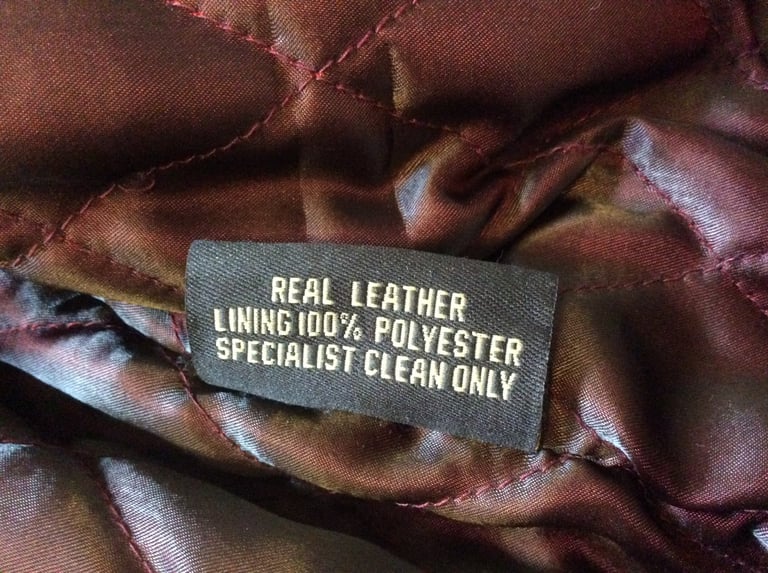 REAL LEATHER
LINING 100% POLYESTER
SPECIALIST CLEAN ONLY